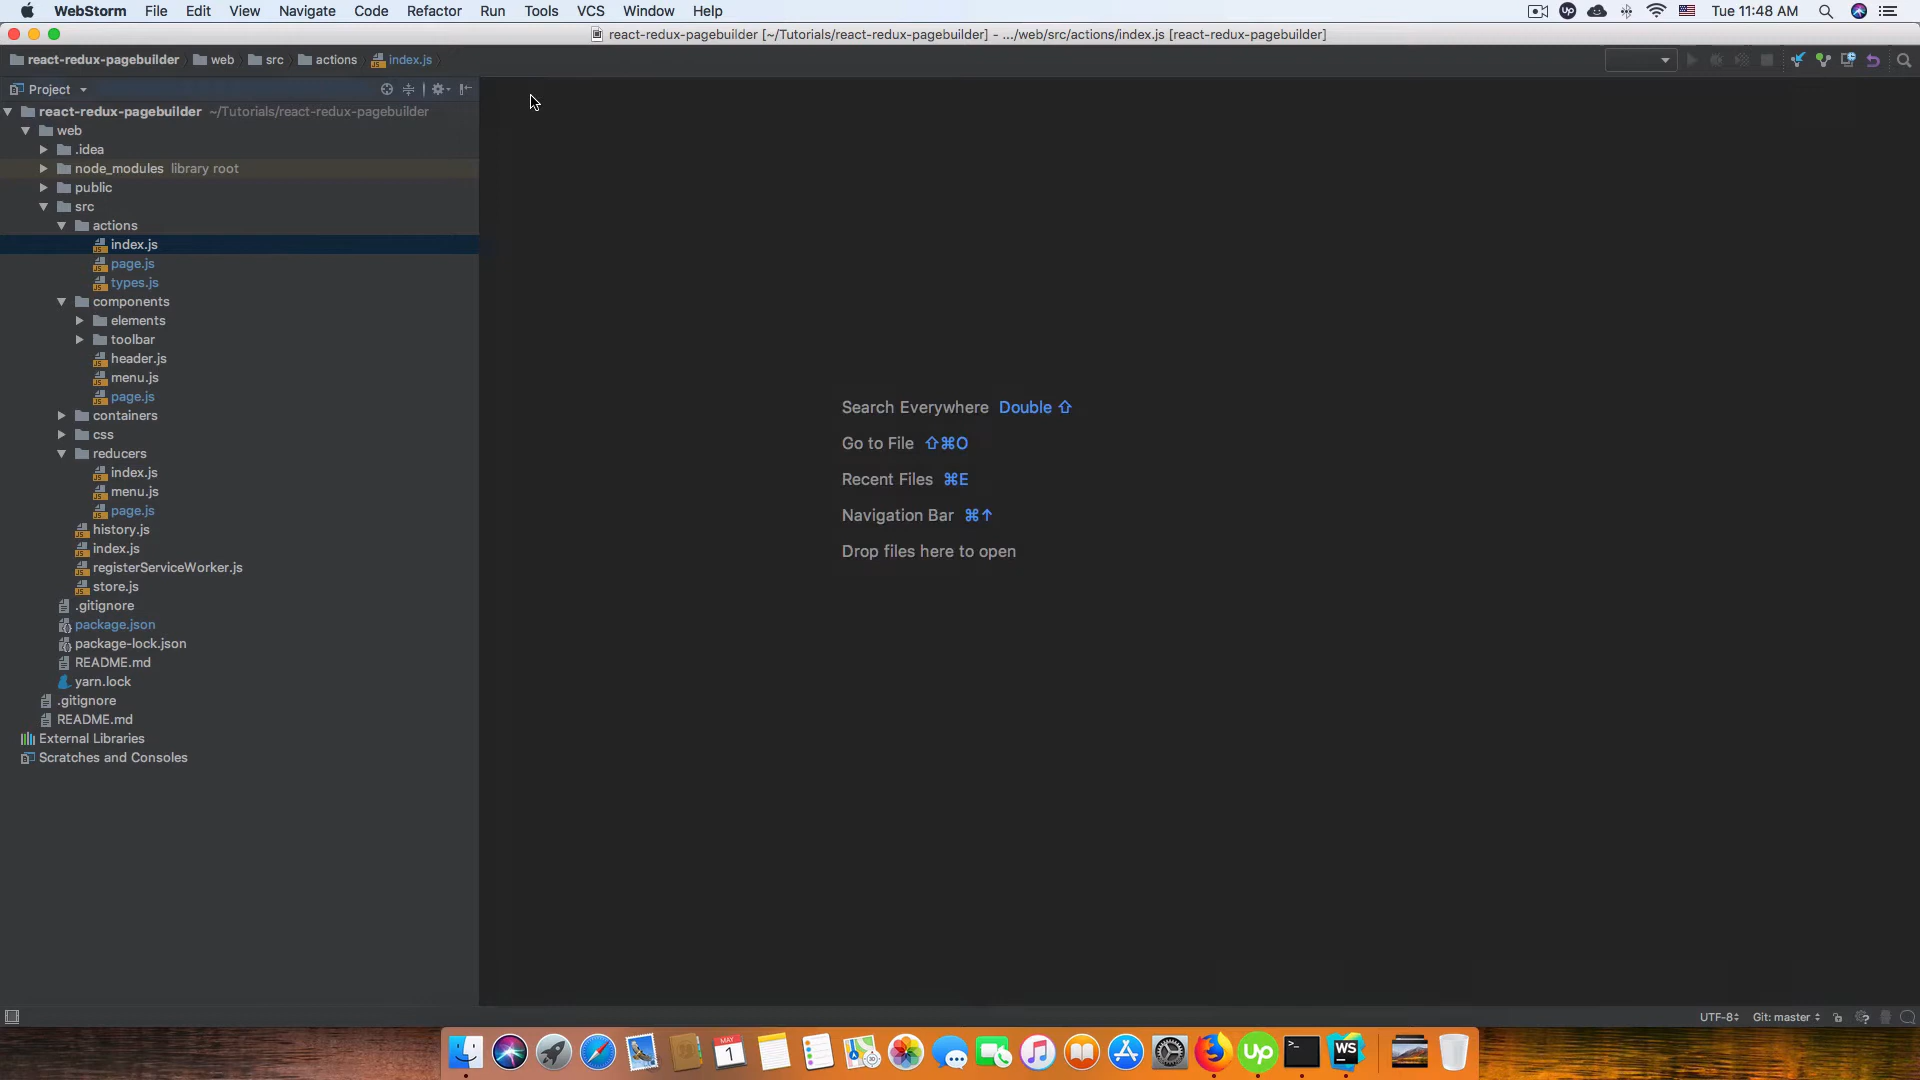 WebStorm File Edit View Navigate Code Refactor Run Tools VCS Window Help Tue 11:48 AM
react-redux-pagebuilder [~/Tutorials/react-redux-pagebuilder] - .../web/src/actions/index.js [react-redux-pagebuilder]
react-redux-pagebuilder web src actions index.js
Project
react-redux-pagebuilder ~/Tutorials/react-redux-pagebuilder
web
.idea
node_modules library root
public
src
actions
index.js
page.js
types.js
components
elements
toolbar
header.js
menu.js
page.js
containers
css
reducers
index.js
menu.js
page.js
history.js
index.js
registerServiceWorker.js
store.js
.gitignore
package.json
package-lock.json
README.md
yarn.lock
.gitignore
README.md
External Libraries
Scratches and Consoles
Search Everywhere Double ⇧
Go to File ⇧⌘O
Recent Files ⌘E
Navigation Bar ⌘↑
Drop files here to open
UTF-8 Git: master
MAY
1
Up
>_
WS